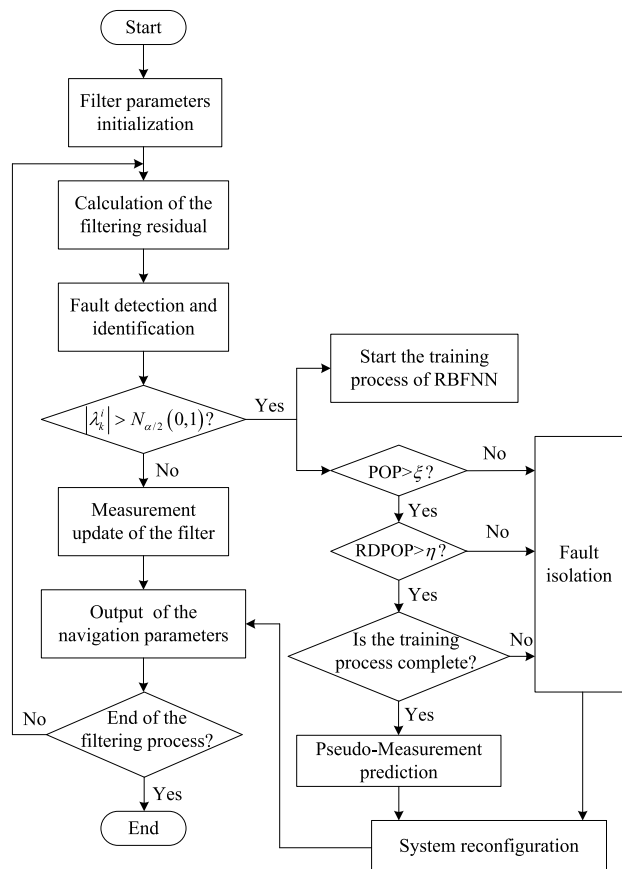 Start
Filter parameters
initialization
Calculation of the
filtering residual
Fault detection and
identification
|λ_k^i| > N_{α/2}(0,1)?
Yes
No
Start the training
process of RBFNN
POP>ξ?
No
Yes
Measurement
update of the filter
RDPOP>η?
No
Yes
Fault
isolation
Output of the
navigation parameters
Is the training
process complete?
No
Yes
No
End of the
filtering process?
Yes
Pseudo-Measurement
prediction
End
System reconfiguration